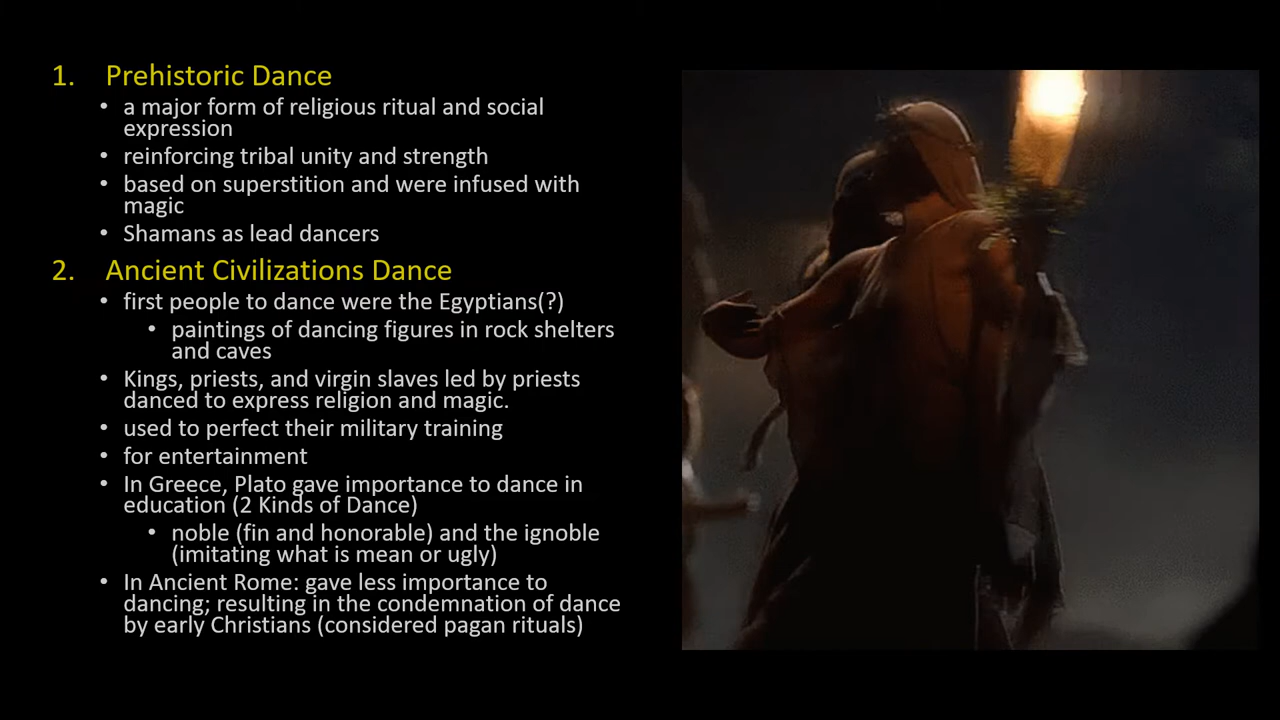 1. Prehistoric Dance
• a major form of religious ritual and social
expression
• reinforcing tribal unity and strength
• based on superstition and were infused with
magic
• Shamans as lead dancers
2. Ancient Civilizations Dance
• first people to dance were the Egyptians(?)
• paintings of dancing figures in rock shelters
and caves
• Kings, priests, and virgin slaves led by priests
danced to express religion and magic.
• used to perfect their military training
• for entertainment
• In Greece, Plato gave importance to dance in
education (2 Kinds of Dance)
• noble (fin and honorable) and the ignoble
(imitating what is mean or ugly)
• In Ancient Rome: gave less importance to
dancing; resulting in the condemnation of dance
by early Christians (considered pagan rituals)